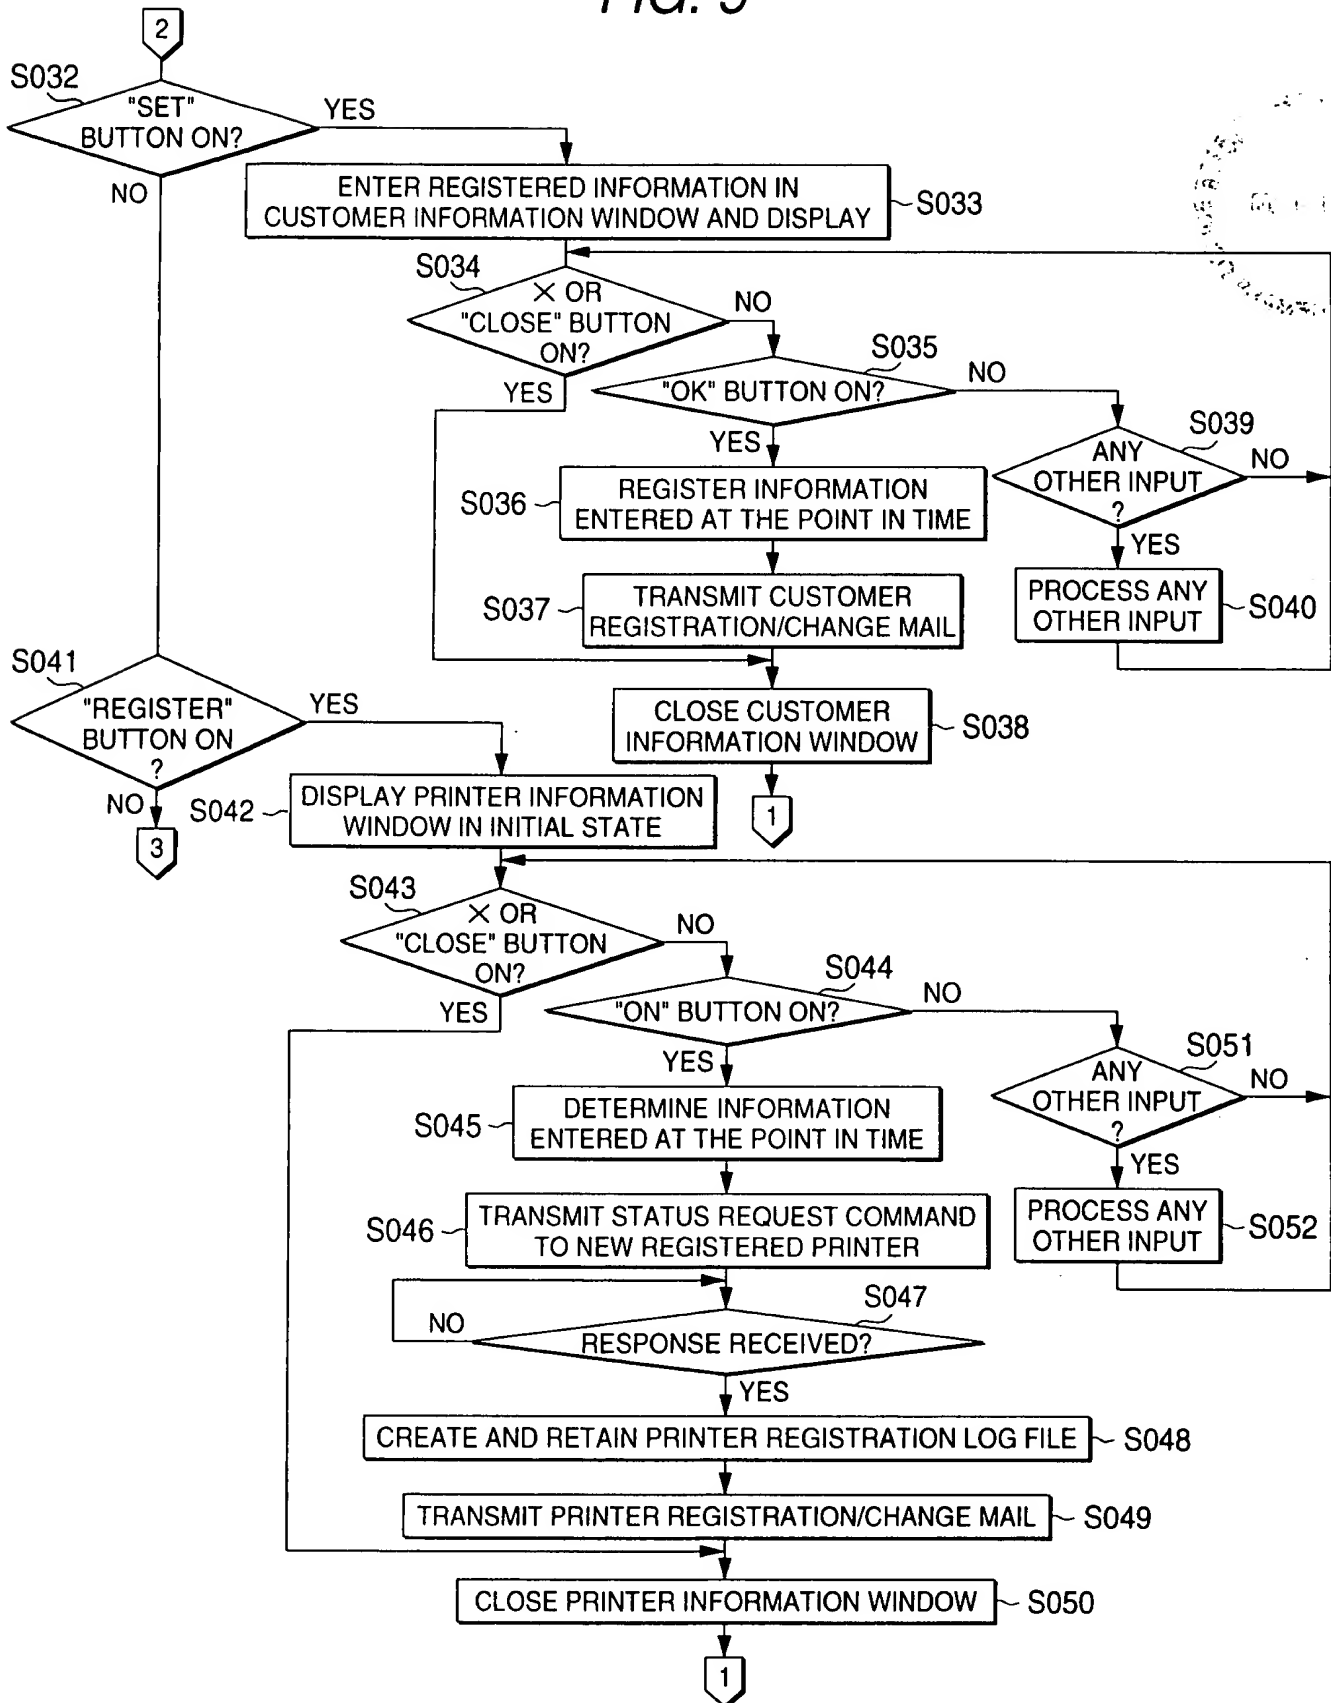 2
S032
"SET"
BUTTON ON?
YES
NO
ENTER REGISTERED INFORMATION IN
CUSTOMER INFORMATION WINDOW AND DISPLAY
S033
S034
× OR
"CLOSE" BUTTON
ON?
NO
YES
S035
"OK" BUTTON ON?
NO
YES
S039
ANY
OTHER INPUT
?
NO
YES
S036
REGISTER INFORMATION
ENTERED AT THE POINT IN TIME
S037
TRANSMIT CUSTOMER
REGISTRATION/CHANGE MAIL
PROCESS ANY
OTHER INPUT
S040
CLOSE CUSTOMER
INFORMATION WINDOW
S038
1
S041
"REGISTER"
BUTTON ON
?
YES
NO
3
S042
DISPLAY PRINTER INFORMATION
WINDOW IN INITIAL STATE
S043
× OR
"CLOSE" BUTTON
ON?
NO
YES
S044
"ON" BUTTON ON?
NO
YES
S051
ANY
OTHER INPUT
?
NO
YES
S045
DETERMINE INFORMATION
ENTERED AT THE POINT IN TIME
S046
TRANSMIT STATUS REQUEST COMMAND
TO NEW REGISTERED PRINTER
PROCESS ANY
OTHER INPUT
S052
S047
RESPONSE RECEIVED?
NO
YES
CREATE AND RETAIN PRINTER REGISTRATION LOG FILE
S048
TRANSMIT PRINTER REGISTRATION/CHANGE MAIL
S049
CLOSE PRINTER INFORMATION WINDOW
S050
1